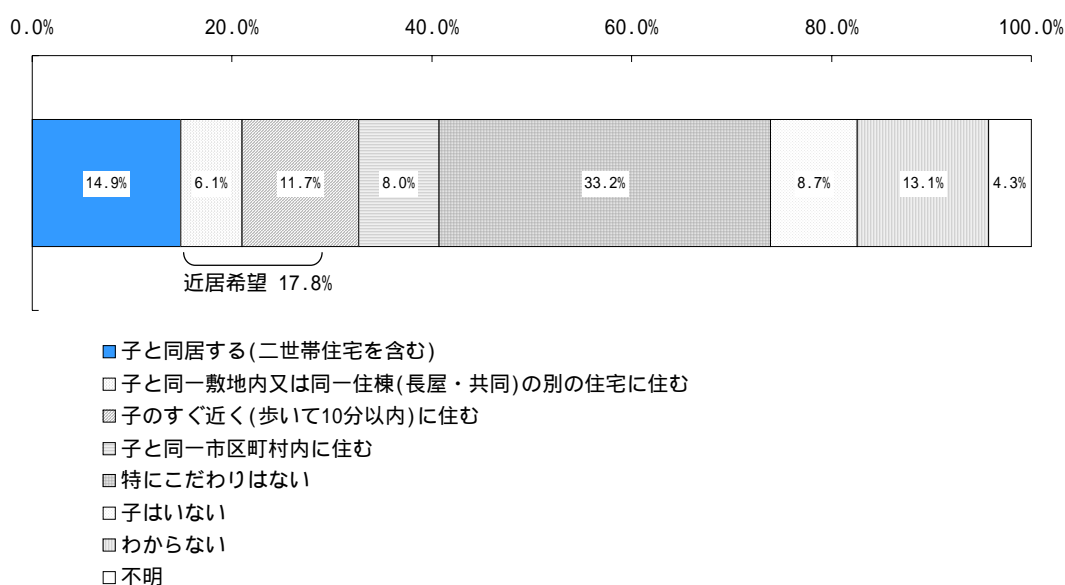 0.0% 20.0% 40.0% 60.0% 80.0% 100.0%
14.9% 6.1% 11.7% 8.0% 33.2% 8.7% 13.1% 4.3%
近居希望 17.8%
子と同居する(二世帯住宅を含む)
子と同一敷地内又は同一住棟(長屋・共同)の別の住宅に住む
子のすぐ近く(歩いて10分以内)に住む
子と同一市区町村内に住む
特にこだわりはない
子はいない
わからない
不明